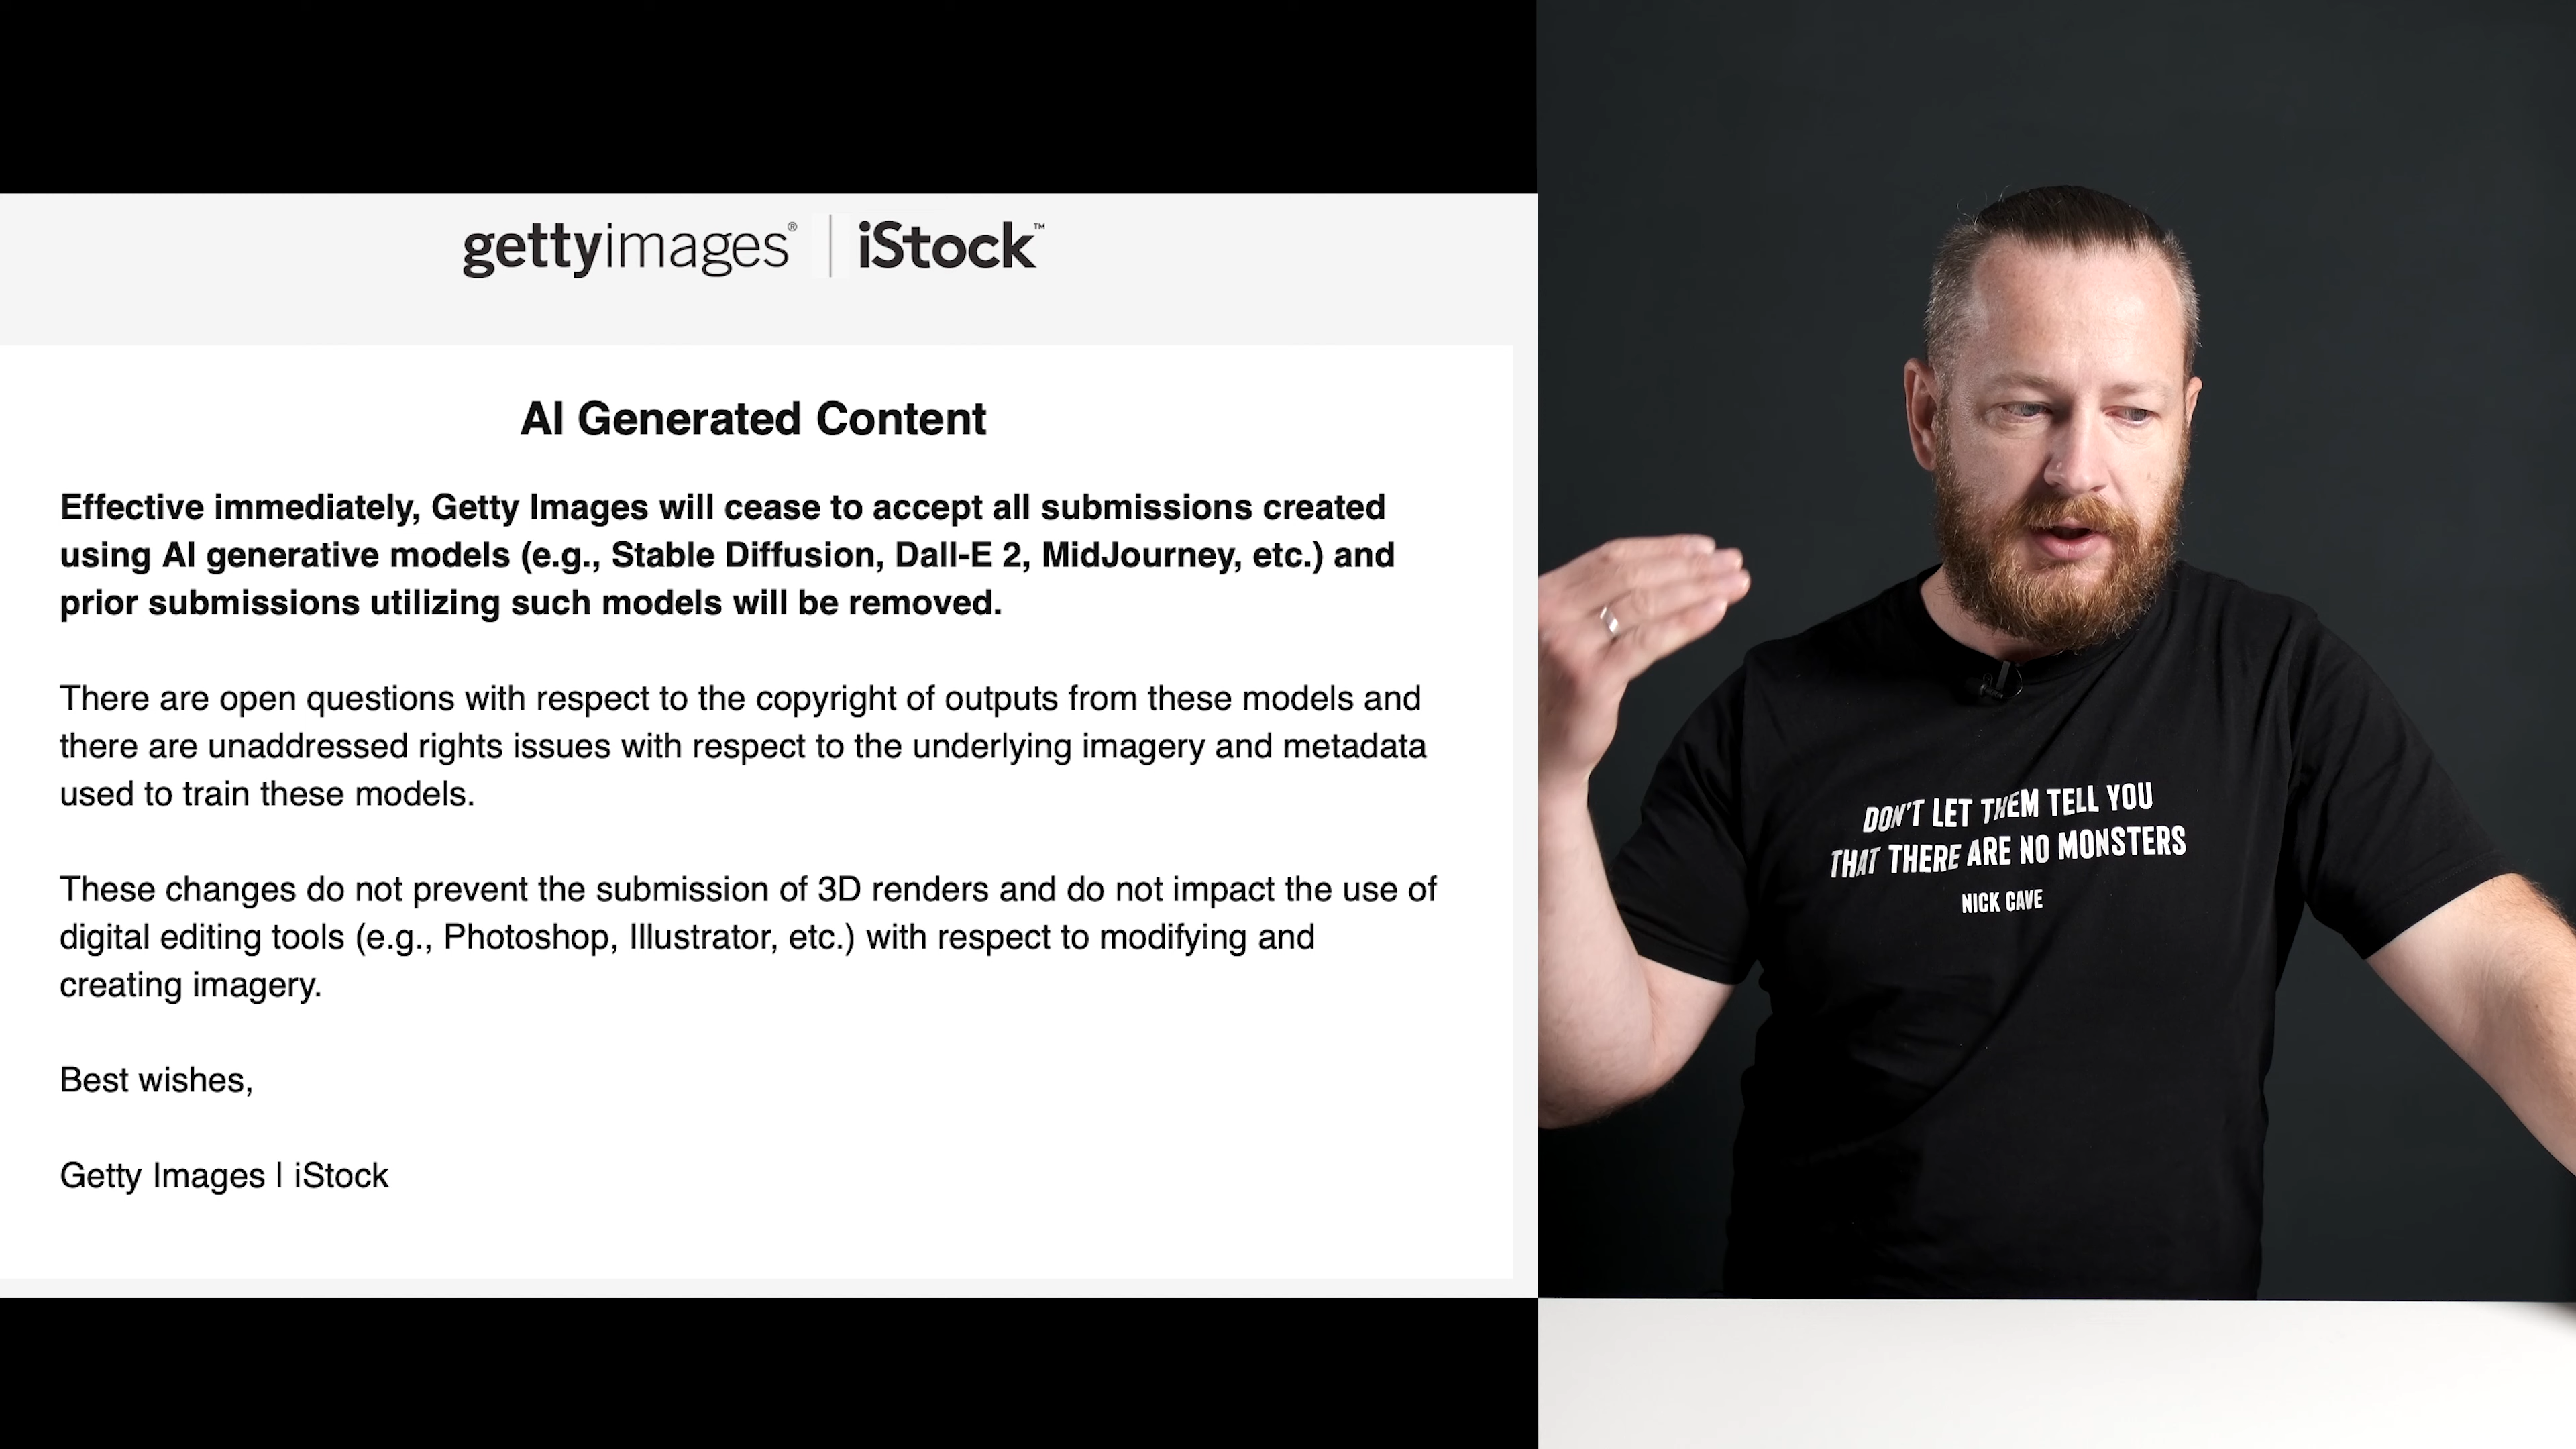 gettyimages® | iStock™
AI Generated Content
Effective immediately, Getty Images will cease to accept all submissions created
using AI generative models (e.g., Stable Diffusion, Dall-E 2, MidJourney, etc.) and
prior submissions utilizing such models will be removed.
There are open questions with respect to the copyright of outputs from these models and
there are unaddressed rights issues with respect to the underlying imagery and metadata
used to train these models.
These changes do not prevent the submission of 3D renders and do not impact the use of
digital editing tools (e.g., Photoshop, Illustrator, etc.) with respect to modifying and
creating imagery.
Best wishes,
Getty Images | iStock
DON'T LET THEM TELL YOU
THAT THERE ARE NO MONSTERS
NICK CAVE